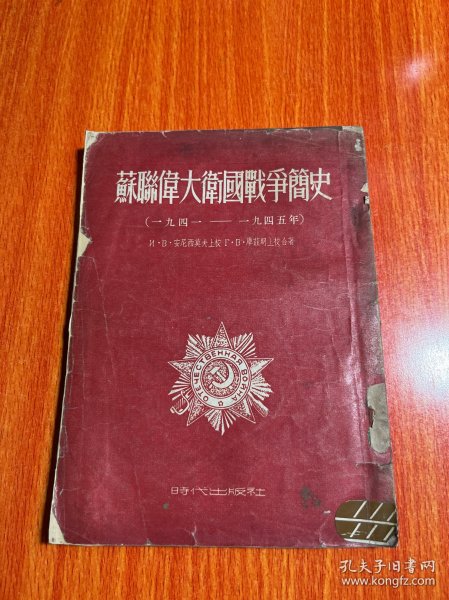 蘇聯偉大衛國戰爭簡史
(一九四一——一九四五年)
И·В·安尼西莫夫上校 Г·В·庫茲明上校合著
ОТЕЧЕСТВЕННАЯ ВОЙНА
時代出版社
孔夫子旧书网
www.kongfz.com